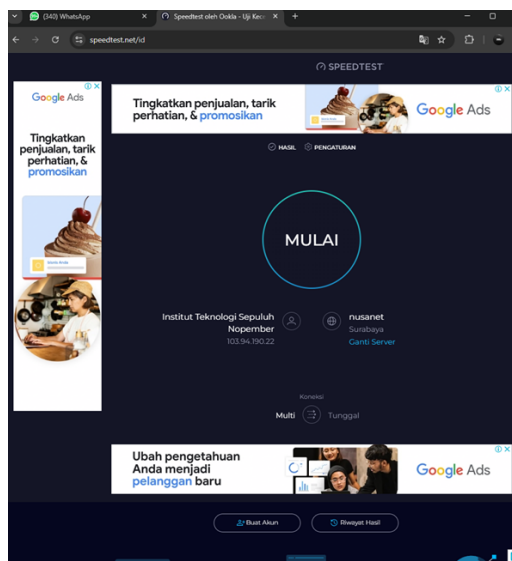 (340) WhatsApp
Speedtest oleh Ookla - Uji Kece
speedtest.net/id
SPEEDTEST
Google Ads
Tingkatkan
penjualan, tarik
perhatian, &
promosikan
Tingkatkan penjualan, tarik
perhatian, & promosikan
Google Ads
HASIL
PENGATURAN
MULAI
Institut Teknologi Sepuluh
Nopember
103.94.190.22
nusanet
Surabaya
Ganti Server
Koneksi
Multi
Tunggal
Ubah pengetahuan
Anda menjadi
pelanggan baru
Google Ads
Buat Akun
Riwayat Hasil